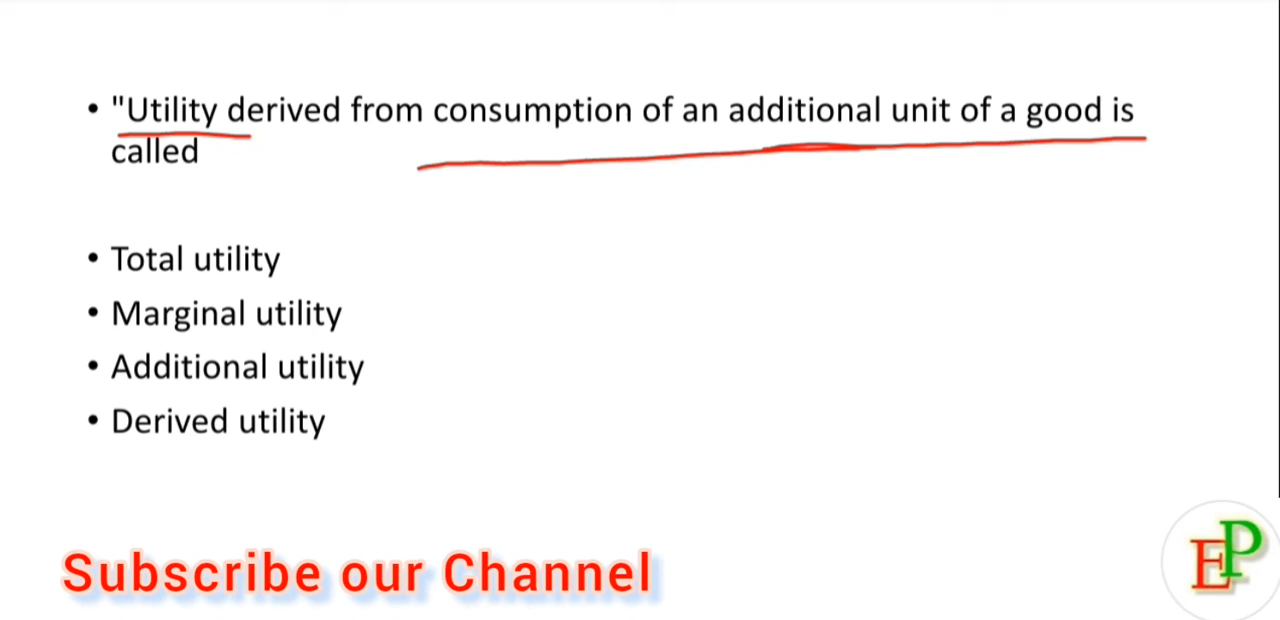 • "Utility derived from consumption of an additional unit of a good is
called
• Total utility
• Marginal utility
• Additional utility
• Derived utility
Subscribe our Channel
EP